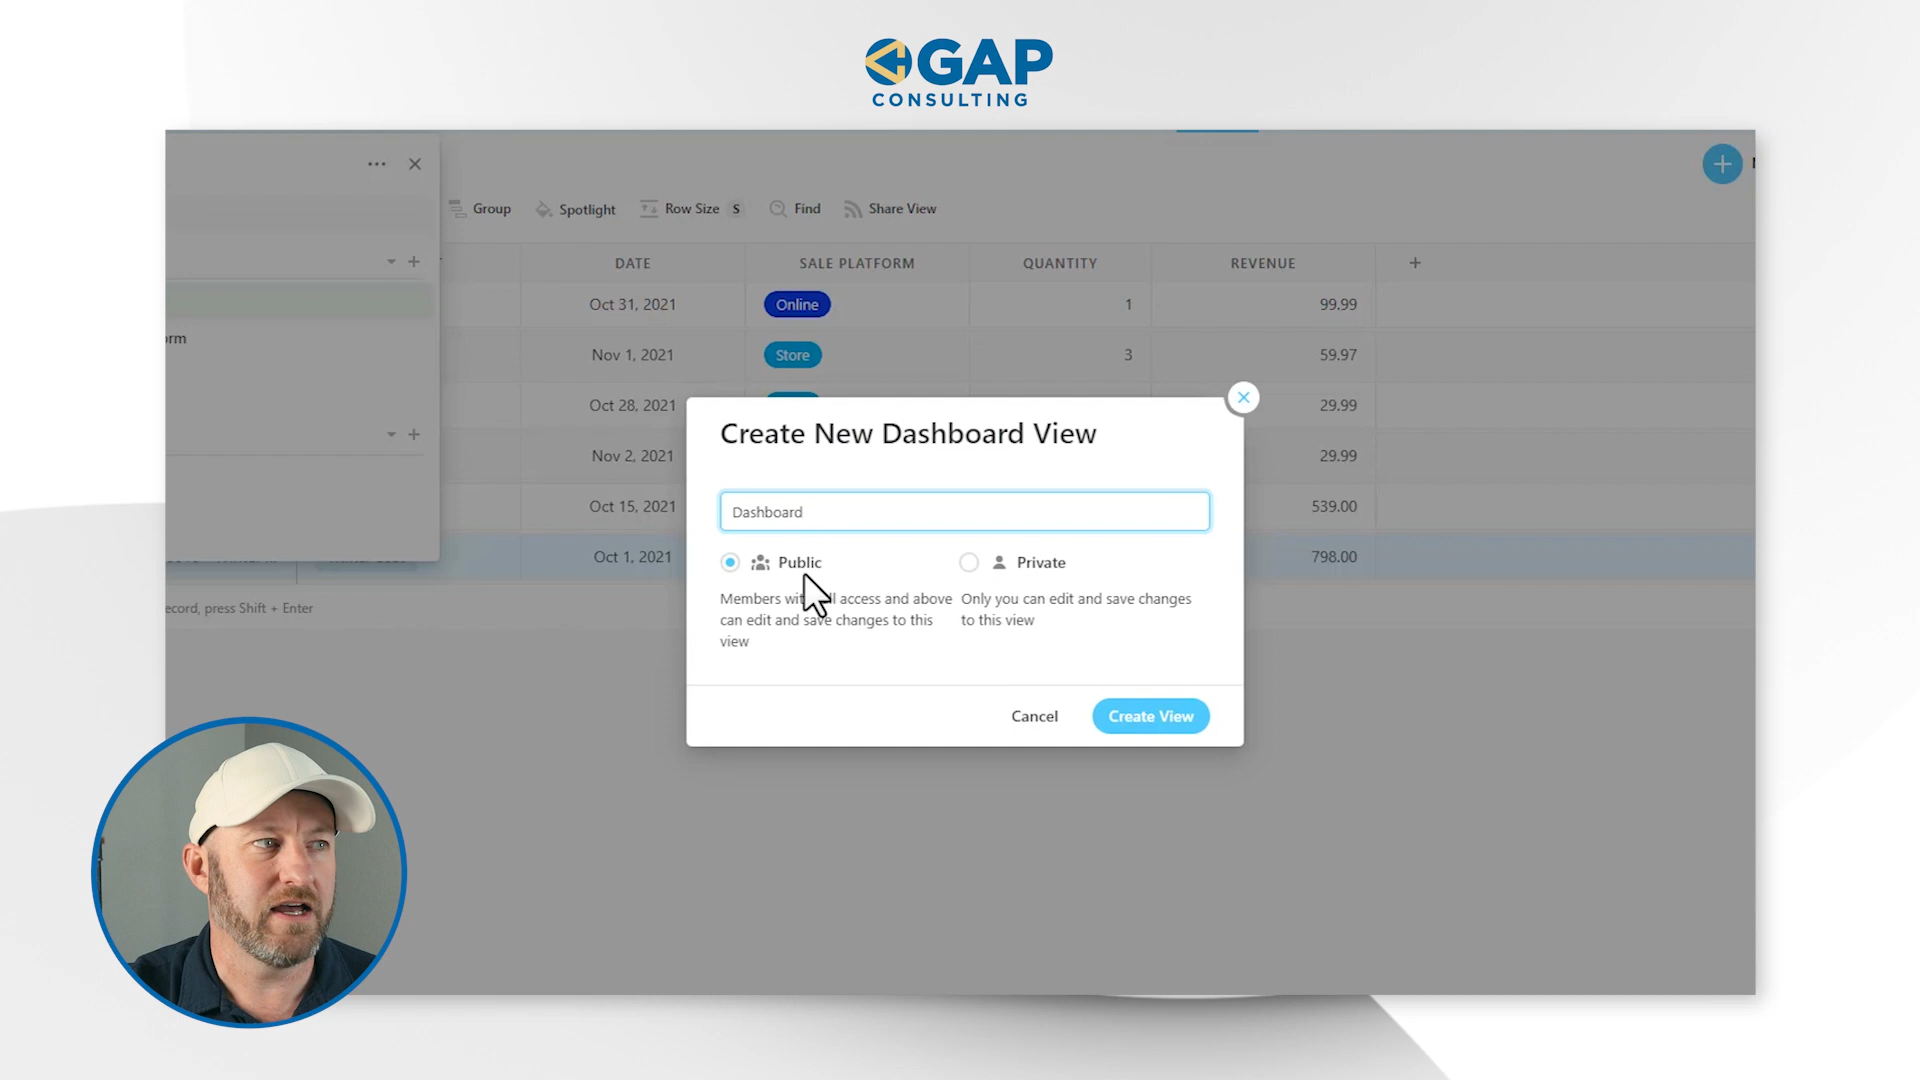 GAP
CONSULTING
Group
Spotlight
Row Size S
Find
Share View
DATE
SALE PLATFORM
QUANTITY
REVENUE
Oct 31, 2021
Online
1
99.99
orm
Nov 1, 2021
Store
3
59.97
Oct 28, 2021
29.99
Nov 2, 2021
29.99
Oct 15, 2021
539.00
Oct 1, 2021
798.00
ecord, press Shift + Enter
Create New Dashboard View
Dashboard
Public
Private
Members access and above
can edit and save changes to this
view
Only you can edit and save changes
to this view
Cancel
Create View